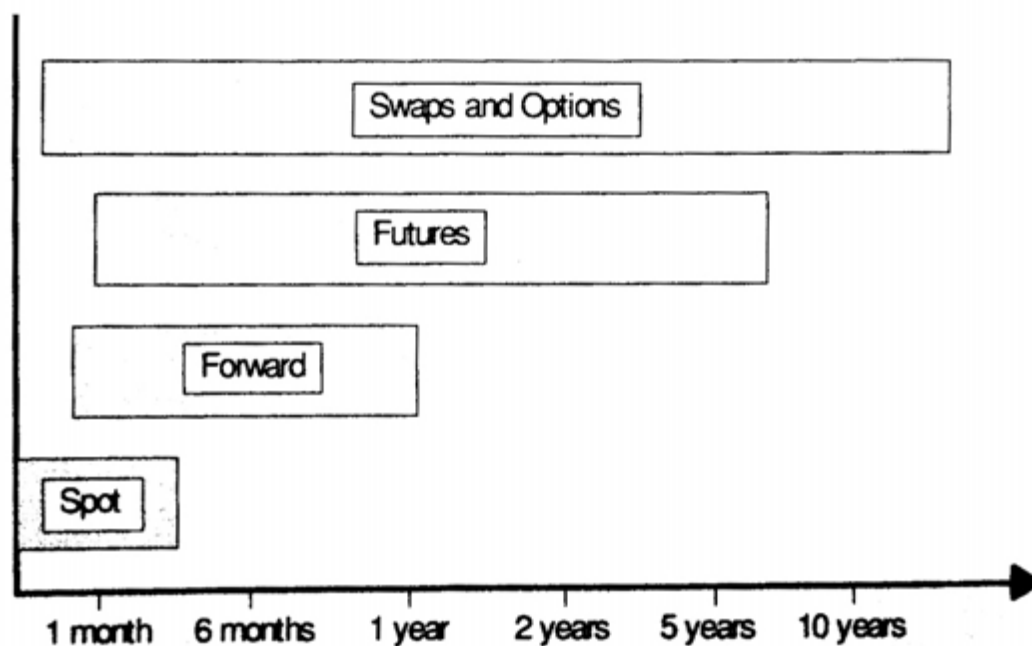 Swaps and Options
Futures
Forward
Spot
1 month 6 months 1 year 2 years 5 years 10 years